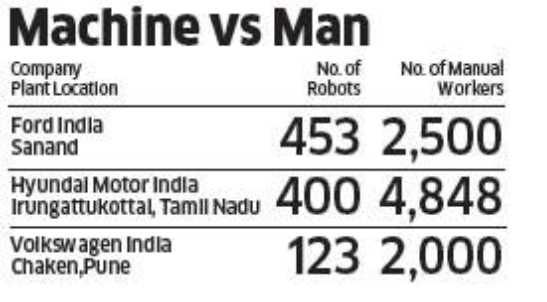 Machine vs Man
Company No. of No. of Manual
Plant Location Robots Workers
Ford India
Sanand 453 2,500
Hyundai Motor India
Irungattukottai, Tamil Nadu 400 4,848
Volkswagen India
Chaken,Pune 123 2,000